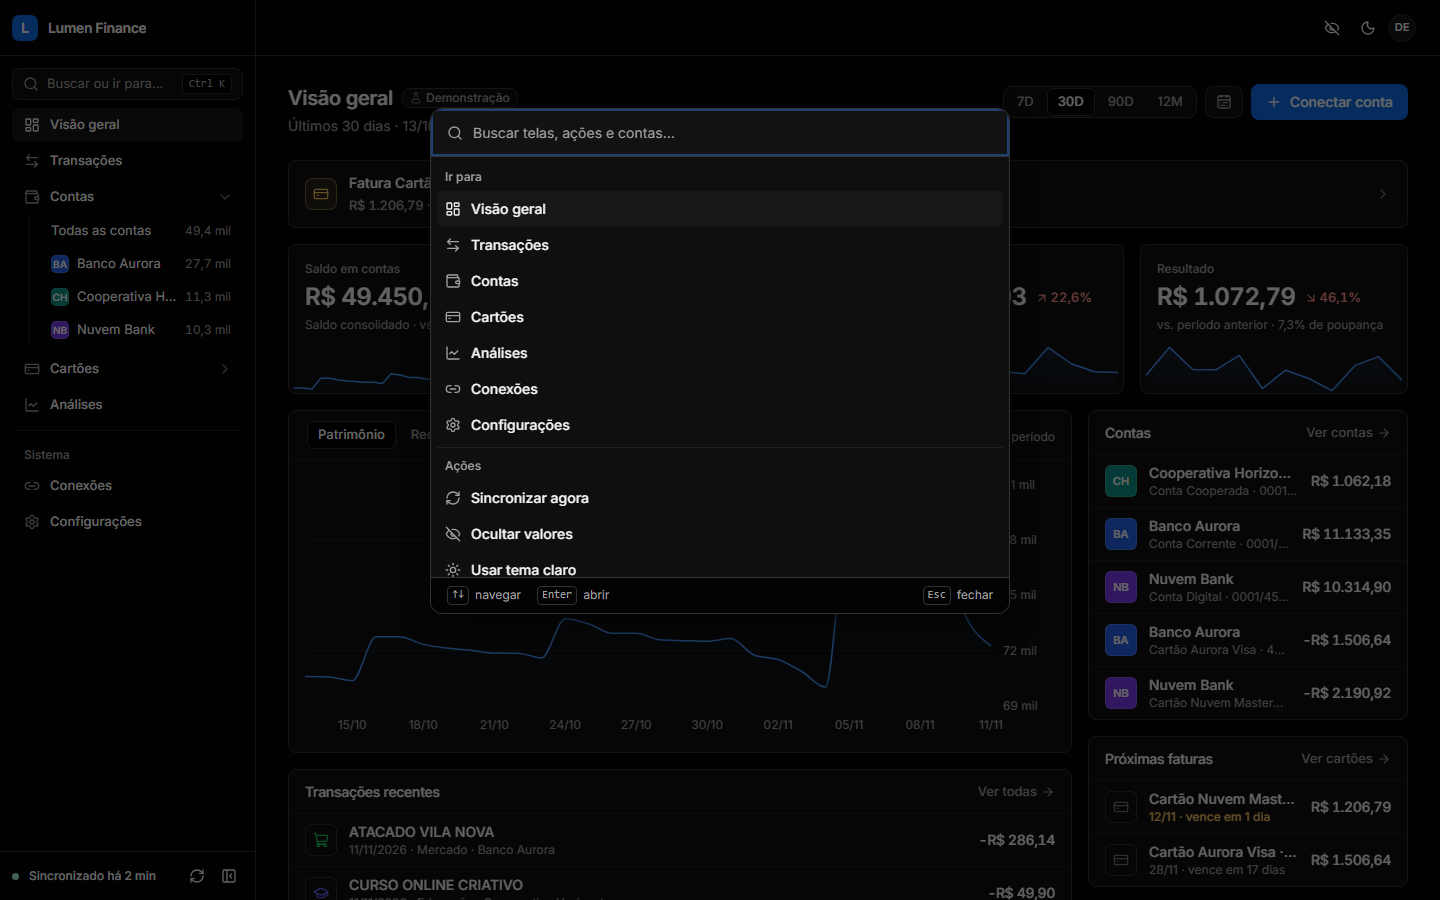 L Lumen Finance
DE
Buscar ou ir para... Ctrl K
Visão geral
Transações
Contas
Todas as contas 49,4 mil
BA Banco Aurora 27,7 mil
CH Cooperativa H... 11,3 mil
NB Nuvem Bank 10,3 mil
Cartões
Análises
Sistema
Conexões
Configurações
Sincronizado há 2 min
Visão geral Demonstração
Últimos 30 dias · 13/1
7D 30D 90D 12M
Conectar conta
Fatura Cartã
R$ 1.206,79 ·
Saldo em contas
R$ 49.450,
Saldo consolidado · vs
3 22,6%
Resultado
R$ 1.072,79 46,1%
vs. período anterior · 7,3% de poupança
Buscar telas, ações e contas...
Ir para
Visão geral
Transações
Contas
Cartões
Análises
Conexões
Configurações
Ações
Sincronizar agora
Ocultar valores
Usar tema claro
navegar Enter abrir Esc fechar
Patrimônio Rec
período
1 mil
8 mil
5 mil
72 mil
69 mil
15/10 18/10 21/10 24/10 27/10 30/10 02/11 05/11 08/11 11/11
Contas Ver contas
CH Cooperativa Horizo... R$ 1.062,18
Conta Cooperada · 0001...
BA Banco Aurora R$ 11.133,35
Conta Corrente · 0001/...
NB Nuvem Bank R$ 10.314,90
Conta Digital · 0001/45...
BA Banco Aurora -R$ 1.506,64
Cartão Aurora Visa · 4...
NB Nuvem Bank -R$ 2.190,92
Cartão Nuvem Master...
Transações recentes Ver todas
ATACADO VILA NOVA -R$ 286,14
11/11/2026 · Mercado · Banco Aurora
CURSO ONLINE CRIATIVO -R$ 49,90
Próximas faturas Ver cartões
Cartão Nuvem Mast... R$ 1.206,79
12/11 · vence em 1 dia
Cartão Aurora Visa ·... R$ 1.506,64
28/11 · vence em 17 dias